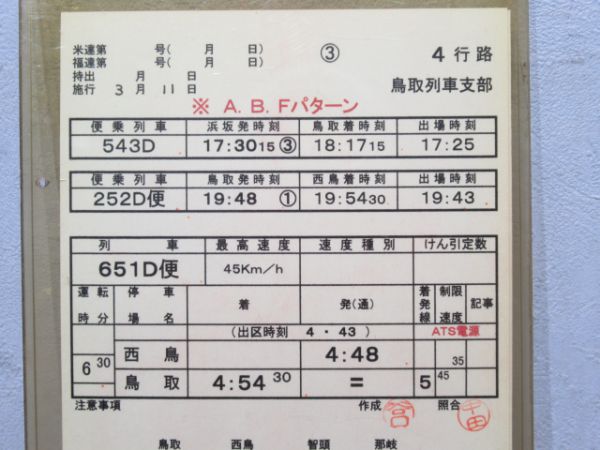 米達第 号( 月 日) ③ 4行路
福達第 号( 月 日)
持出 月 日 鳥取列車支部
施行 3月 11日
※ A.B.Fパターン
便乗列車 浜坂発時刻 鳥取着時刻 出場時刻
543D 17:30 15 ③ 18:17 15 17:25
便乗列車 鳥取発時刻 西鳥着時刻 出場時刻
252D便 19:48 ① 19:54 30 19:43
列車 最高速度 速度種別 けん引定数
651D便 45Km/h
運転時分 停車場名 着 発(通) 着発線 制限速度 記事
(出区時刻 4・43) ATS電源
西鳥 4:48 35
6 30
鳥取 4:54 30 = 5 45
注意事項 作成 宮 照合 中田
鳥取 西鳥 智頭 那岐